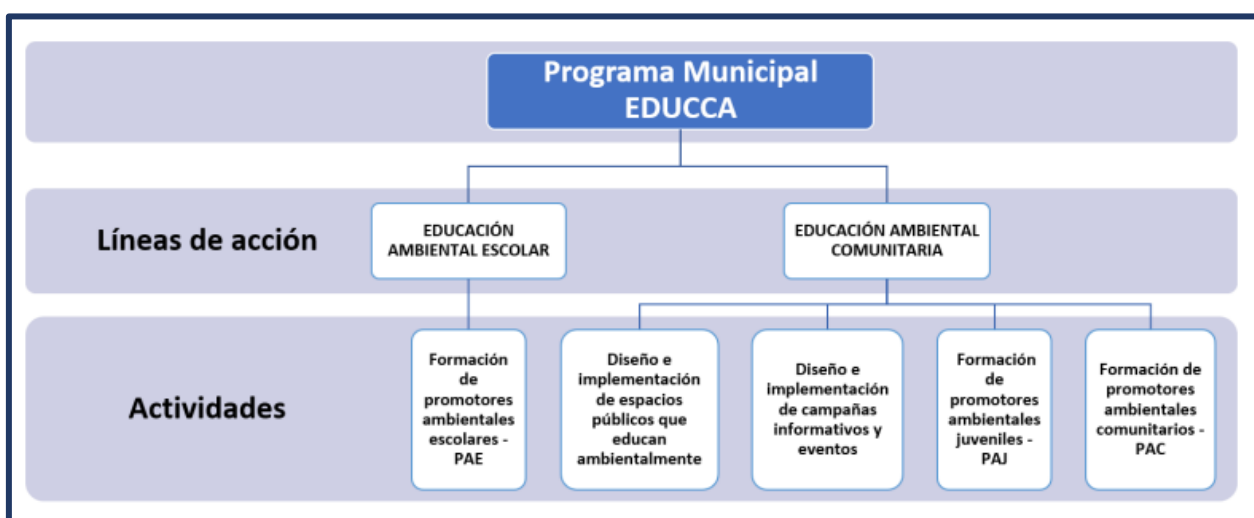 Programa Municipal
EDUCCA
Líneas de acción
EDUCACIÓN
AMBIENTAL ESCOLAR
EDUCACIÓN AMBIENTAL
COMUNITARIA
Actividades
Formación
de
promotores
ambientales
escolares -
PAE
Diseño e
implementación
de espacios
públicos que
educan
ambientalmente
Diseño e
implementación
de campañas
informativos y
eventos
Formación
de
promotores
ambientales
juveniles -
PAJ
Formación de
promotores
ambientales
comunitarios -
PAC